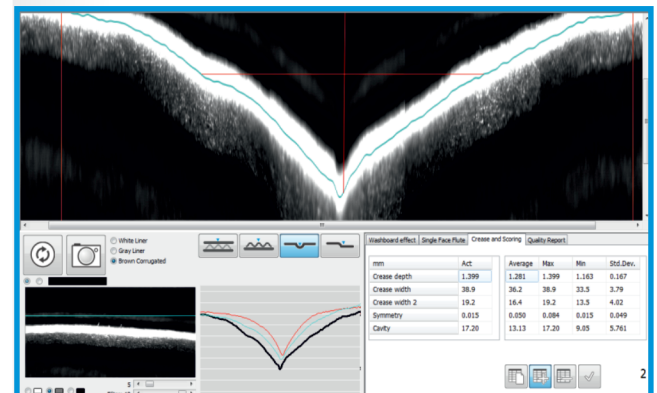 White Liner
Gray Liner
Brown Corrugated
Washboard effect Single Face Flute Crease and Scoring Quality Report
mm Act Average Max Min Std.Dev.
Crease depth 1.399 1.281 1.399 1.163 0.167
Crease width 38.9 36.2 38.9 33.5 3.79
Crease width 2 19.2 16.4 19.2 13.5 4.02
Symmetry 0.015 0.050 0.084 0.015 0.049
Cavity 17.20 13.13 17.20 9.05 5.761
S
2